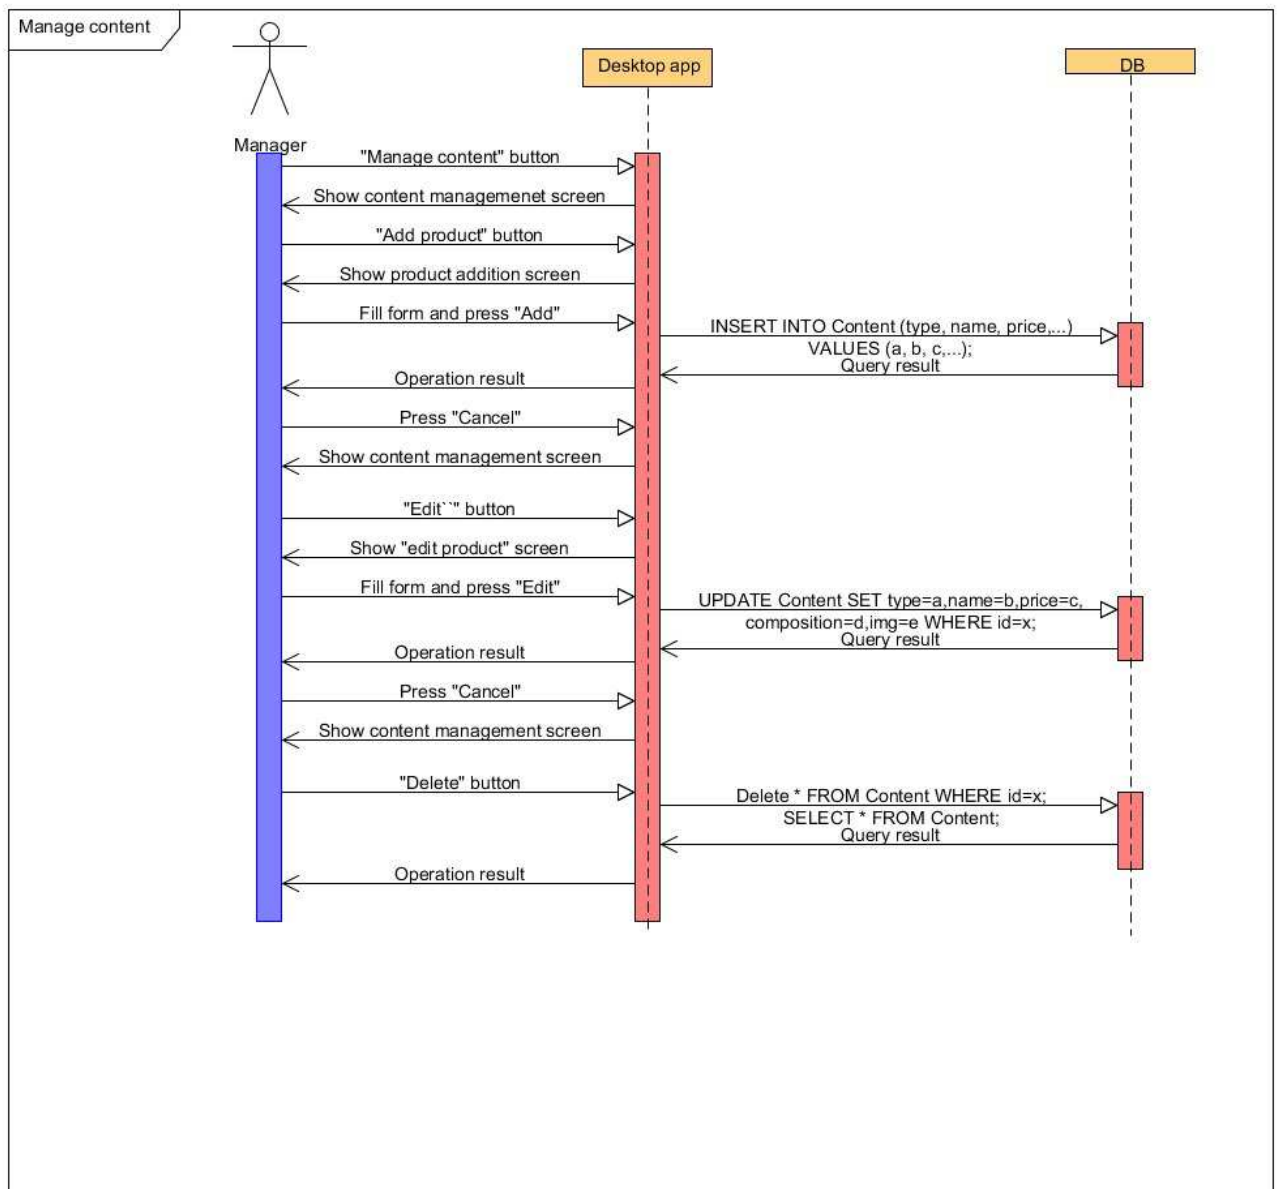 Manage content
Desktop app
DB
Manager
"Manage content" button
Show content managemenet screen
"Add product" button
Show product addition screen
Fill form and press "Add"
INSERT INTO Content (type, name, price,...)
VALUES (a, b, c,...);
Query result
Operation result
Press "Cancel"
Show content management screen
"Edit``" button
Show "edit product" screen
Fill form and press "Edit"
UPDATE Content SET type=a,name=b,price=c,
composition=d,img=e WHERE id=x;
Query result
Operation result
Press "Cancel"
Show content management screen
"Delete" button
Delete * FROM Content WHERE id=x;
SELECT * FROM Content;
Query result
Operation result